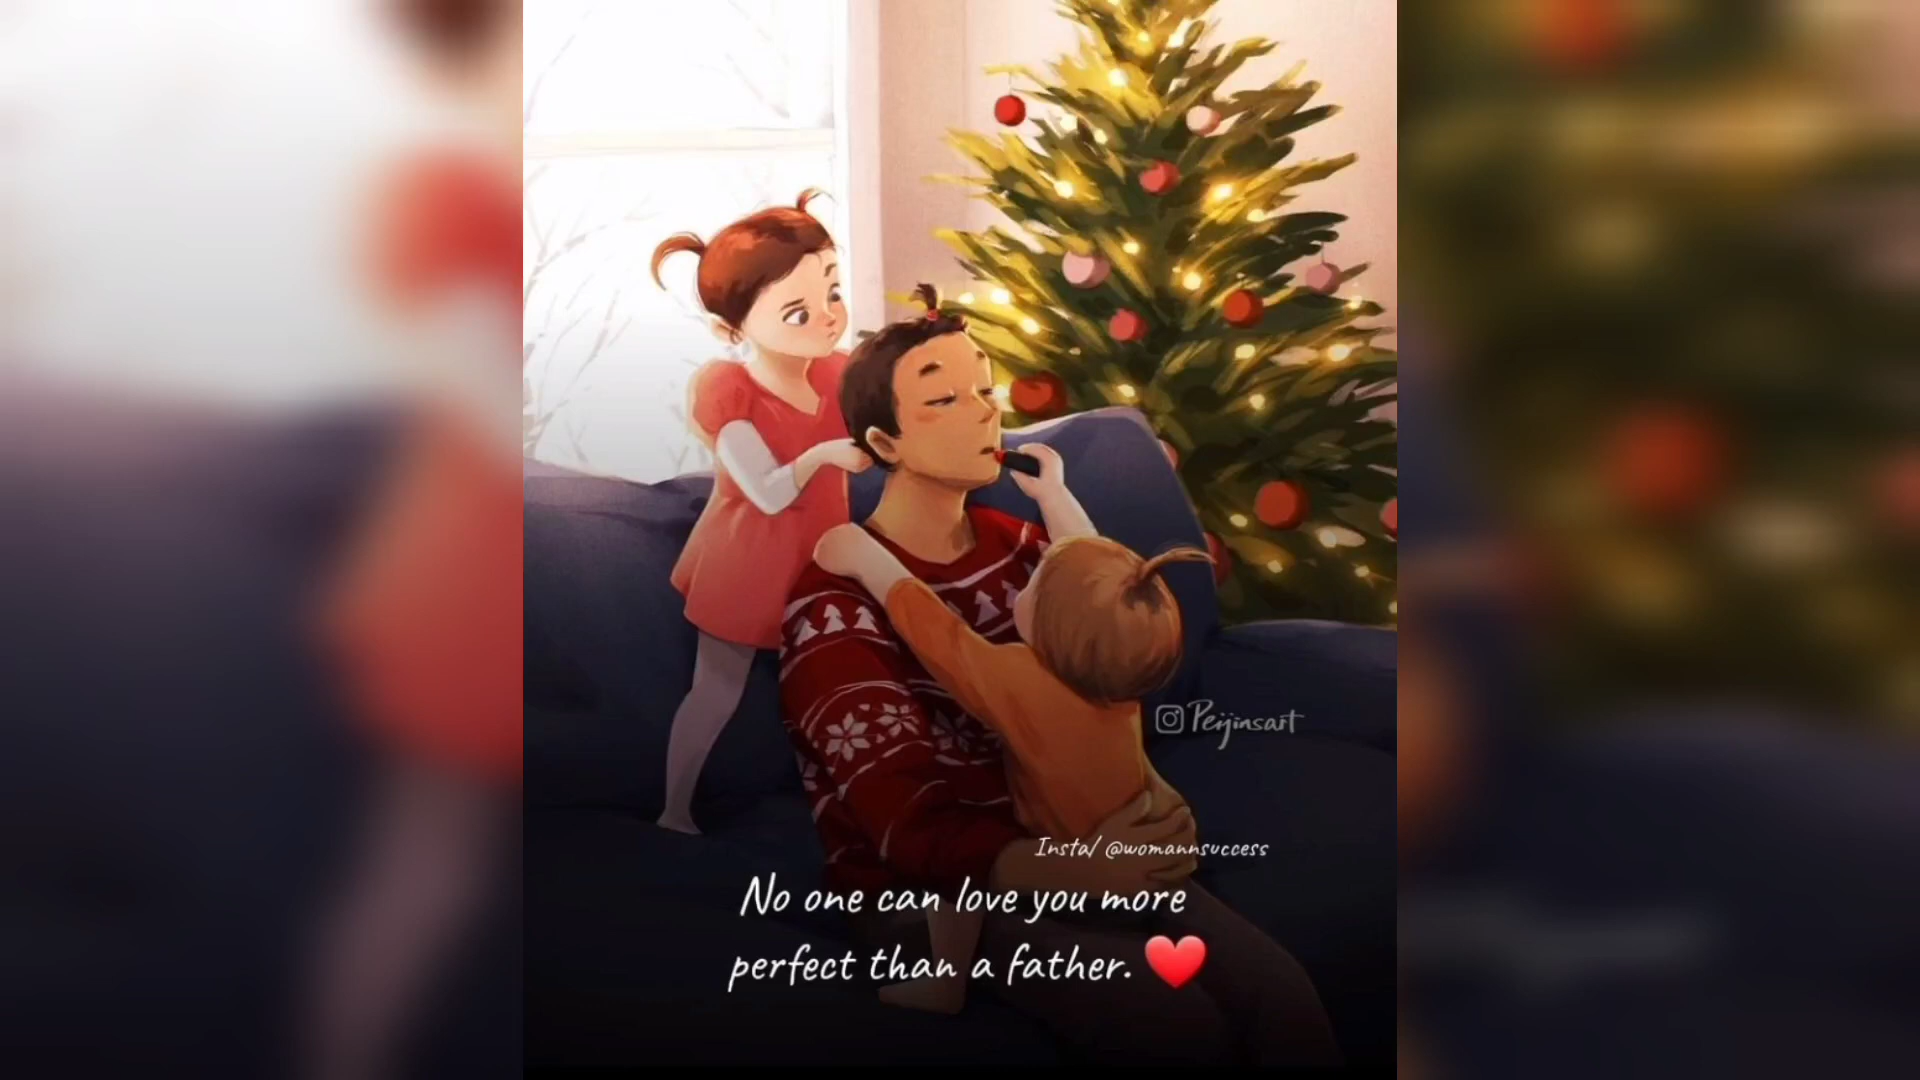 Peijinsart
Insta/ @womannsuccess
No one can love you more
perfect than a father. ❤️